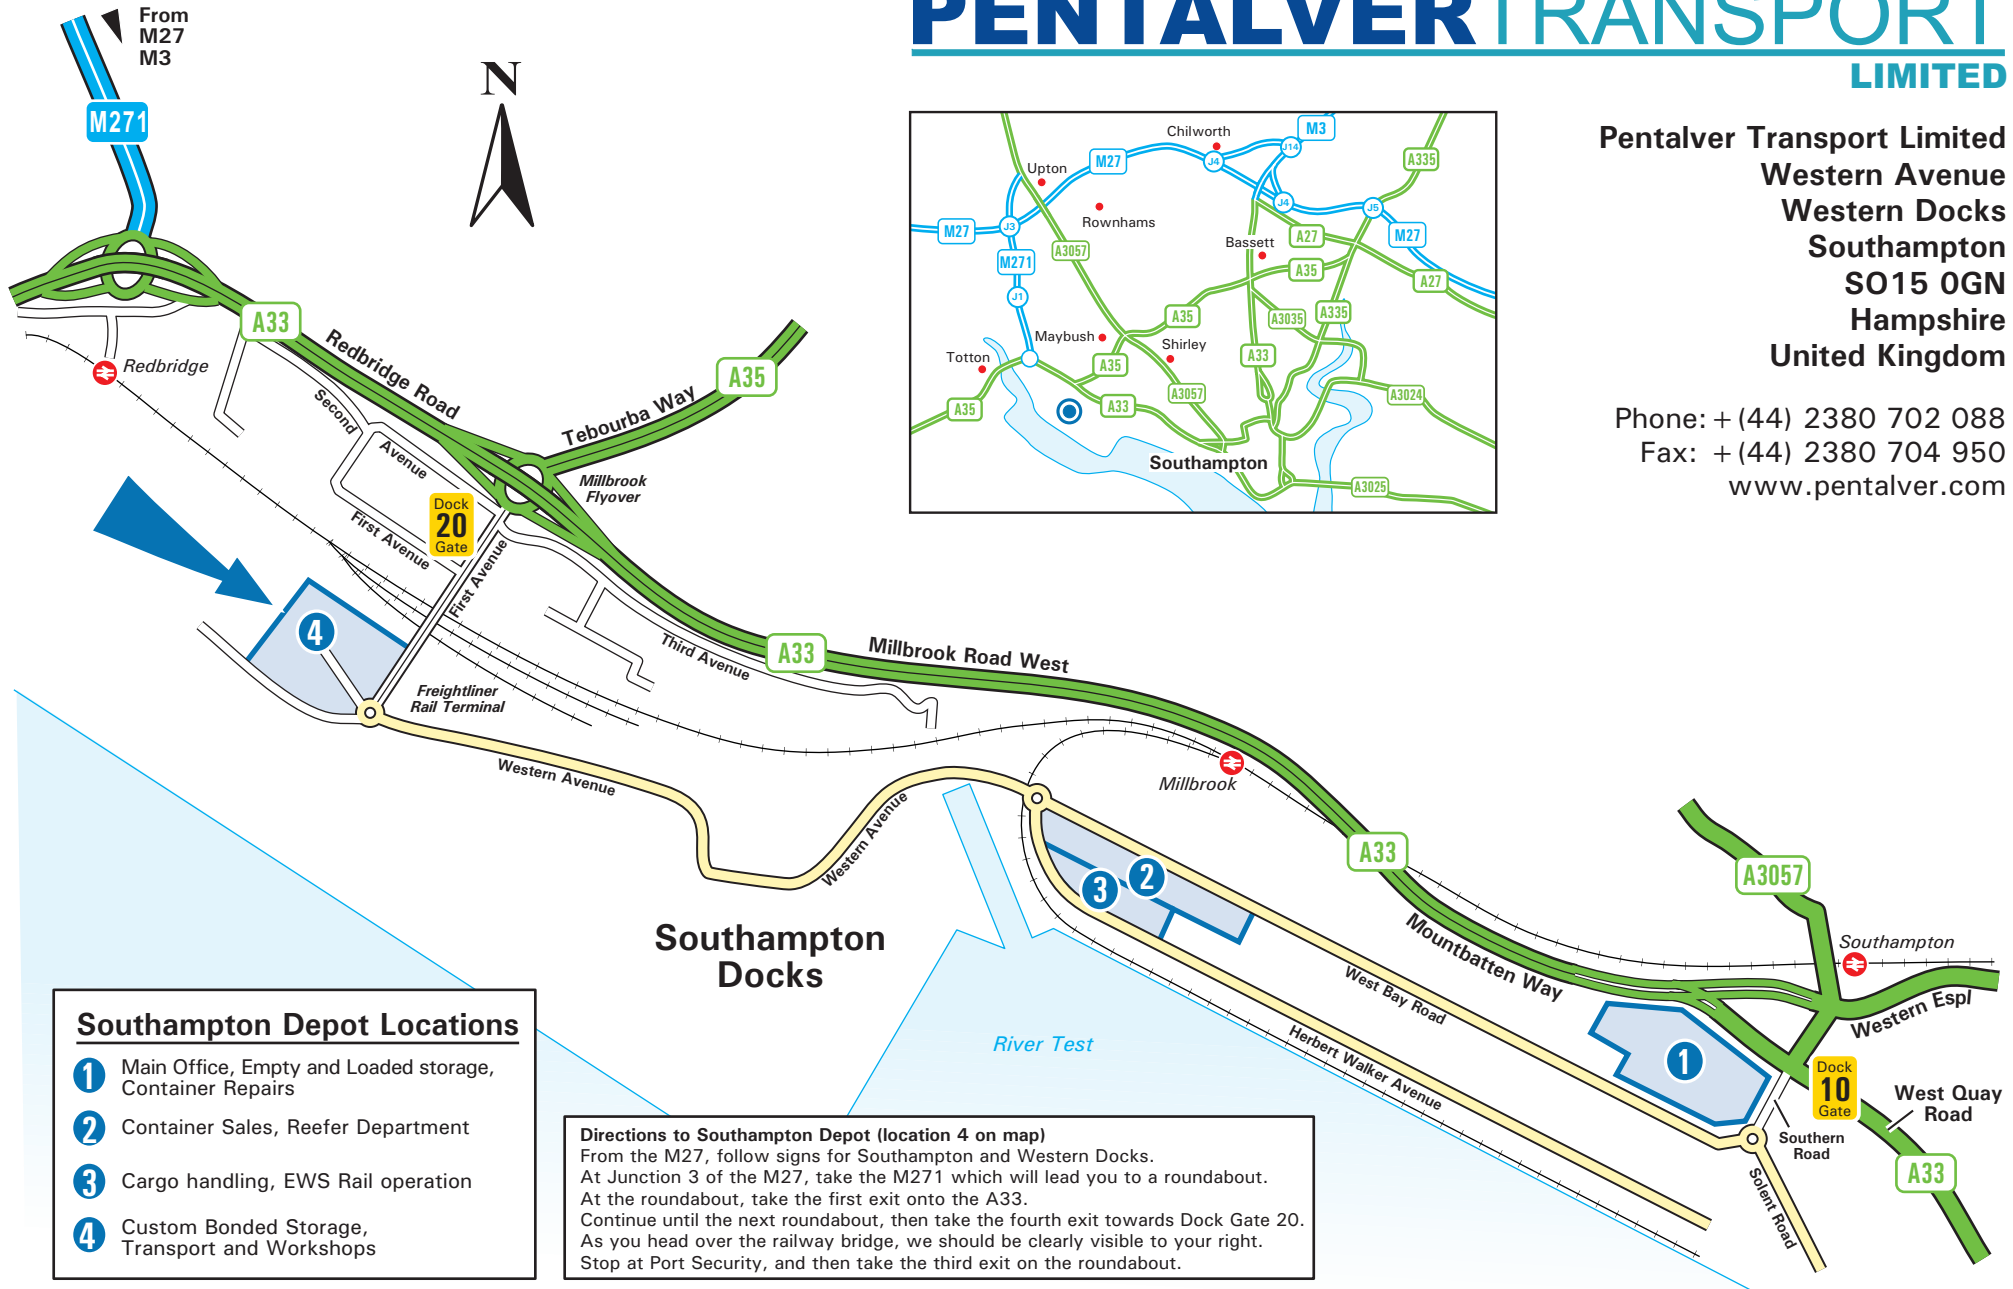 PENTALVER TRANSPORT
LIMITED
Pentalver Transport Limited
Western Avenue
Western Docks
Southampton
SO15 0GN
Hampshire
United Kingdom
Phone: +(44) 2380 702 088
Fax: +(44) 2380 704 950
www.pentalver.com
From
M27
M3
M271
N
A33
Redbridge Road
Redbridge
Second
Avenue
Tebourba Way
A35
Millbrook
Flyover
Dock
20
Gate
First Avenue
First Avenue
4
Freightliner
Rail Terminal
Third Avenue
A33
Millbrook Road West
Western Avenue
Western Avenue
Millbrook
A33
3
2
Southampton
Docks
River Test
Mountbatten Way
West Bay Road
Herbert Walker Avenue
A3057
Southampton
Western Espl
1
Dock
10
Gate
West Quay
Road
Southern
Road
A33
Solent Road
Chilworth
M3
J14
J4
M27
Upton
A335
Rownhams
J4
J5
M27
J3
M27
A3057
Bassett
A27
M271
A35
A27
J1
A35
A3035
A335
Maybush
Shirley
Totton
A35
A33
A3057
A3024
A35
A33
Southampton
A3025
Southampton Depot Locations
1 Main Office, Empty and Loaded storage,
Container Repairs
2 Container Sales, Reefer Department
3 Cargo handling, EWS Rail operation
4 Custom Bonded Storage,
Transport and Workshops
Directions to Southampton Depot (location 4 on map)
From the M27, follow signs for Southampton and Western Docks.
At Junction 3 of the M27, take the M271 which will lead you to a roundabout.
At the roundabout, take the first exit onto the A33.
Continue until the next roundabout, then take the fourth exit towards Dock Gate 20.
As you head over the railway bridge, we should be clearly visible to your right.
Stop at Port Security, and then take the third exit on the roundabout.